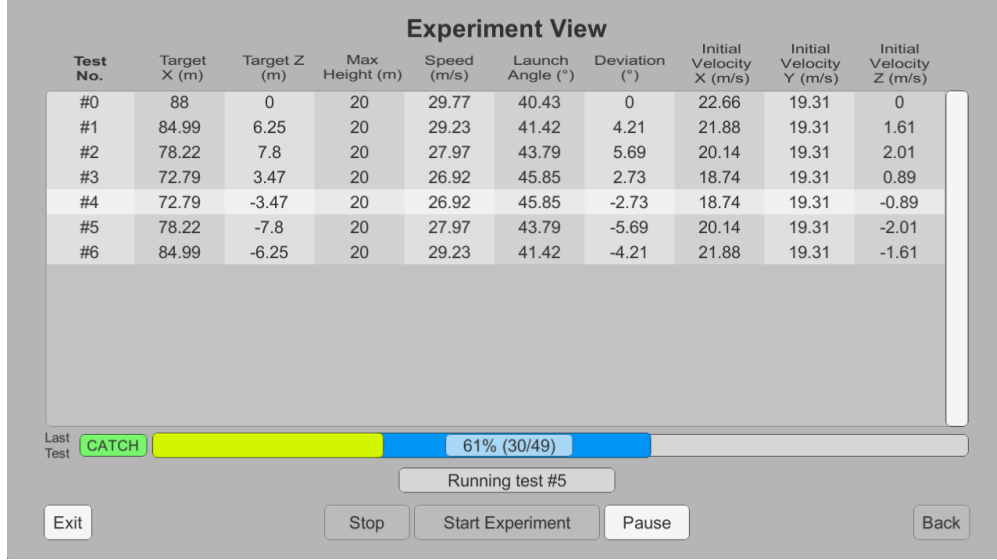 Experiment View
Test No. Target X (m) Target Z (m) Max Height (m) Speed (m/s) Launch Angle (°) Deviation (°) Initial Velocity X (m/s) Initial Velocity Y (m/s) Initial Velocity Z (m/s)
#0 88 0 20 29.77 40.43 0 22.66 19.31 0
#1 84.99 6.25 20 29.23 41.42 4.21 21.88 19.31 1.61
#2 78.22 7.8 20 27.97 43.79 5.69 20.14 19.31 2.01
#3 72.79 3.47 20 26.92 45.85 2.73 18.74 19.31 0.89
#4 72.79 -3.47 20 26.92 45.85 -2.73 18.74 19.31 -0.89
#5 78.22 -7.8 20 27.97 43.79 -5.69 20.14 19.31 -2.01
#6 84.99 -6.25 20 29.23 41.42 -4.21 21.88 19.31 -1.61
Last Test CATCH 61% (30/49)
Running test #5
Exit Stop Start Experiment Pause Back